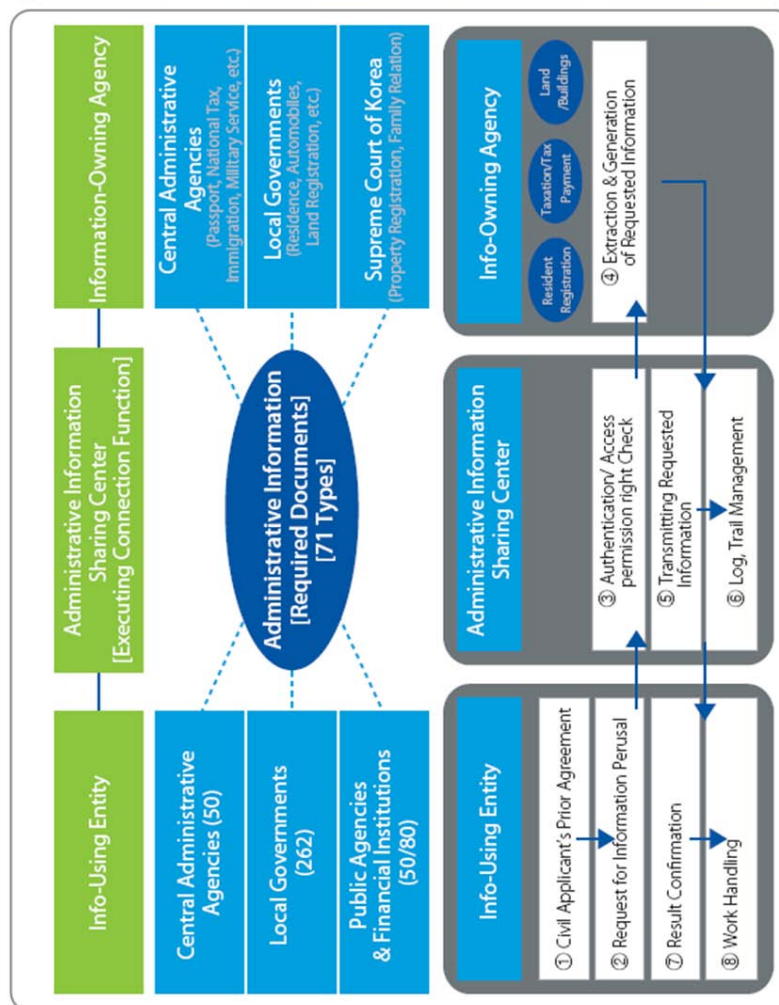 Info-Using Entity
Administrative Information
Sharing Center
[Executing Connection Function]
Information-Owning Agency
Central Administrative
Agencies (50)
Local Governments
(262)
Public Agencies
& Financial Institutions
(50/80)
Administrative Information
[Required Documents]
[71 Types]
Central Administrative
Agencies
(Passport, National Tax,
Immigration, Military Service, etc.)
Local Governments
(Residence, Automobiles,
Land Registration, etc.)
Supreme Court of Korea
(Property Registration, Family Relation)
Info-Using Entity
① Civil Applicant's Prior Agreement
② Request for Information Perusal
⑦ Result Confirmation
⑧ Work Handling
Administrative Information
Sharing Center
③ Authentication/ Access
permission right Check
⑤ Transmitting Requested
Information
⑥ Log, Trail Management
Info-Owning Agency
Resident
Registration
Taxation/Tax
Payment
Land
/Buildings
④ Extraction & Generation
of Requested Information